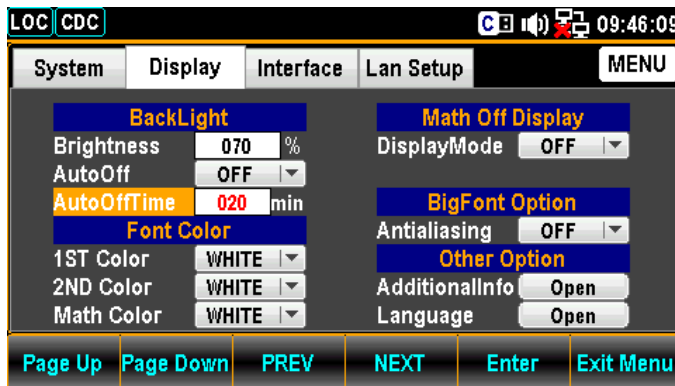 LOC CDC C 09:46:09
System Display Interface Lan Setup MENU
BackLight
Brightness 070 %
AutoOff OFF
AutoOffTime 020 min
Font Color
1ST Color WHITE
2ND Color WHITE
Math Color WHITE
Math Off Display
DisplayMode OFF
BigFont Option
Antialiasing OFF
Other Option
AdditionalInfo Open
Language Open
Page Up Page Down PREV NEXT Enter Exit Menu